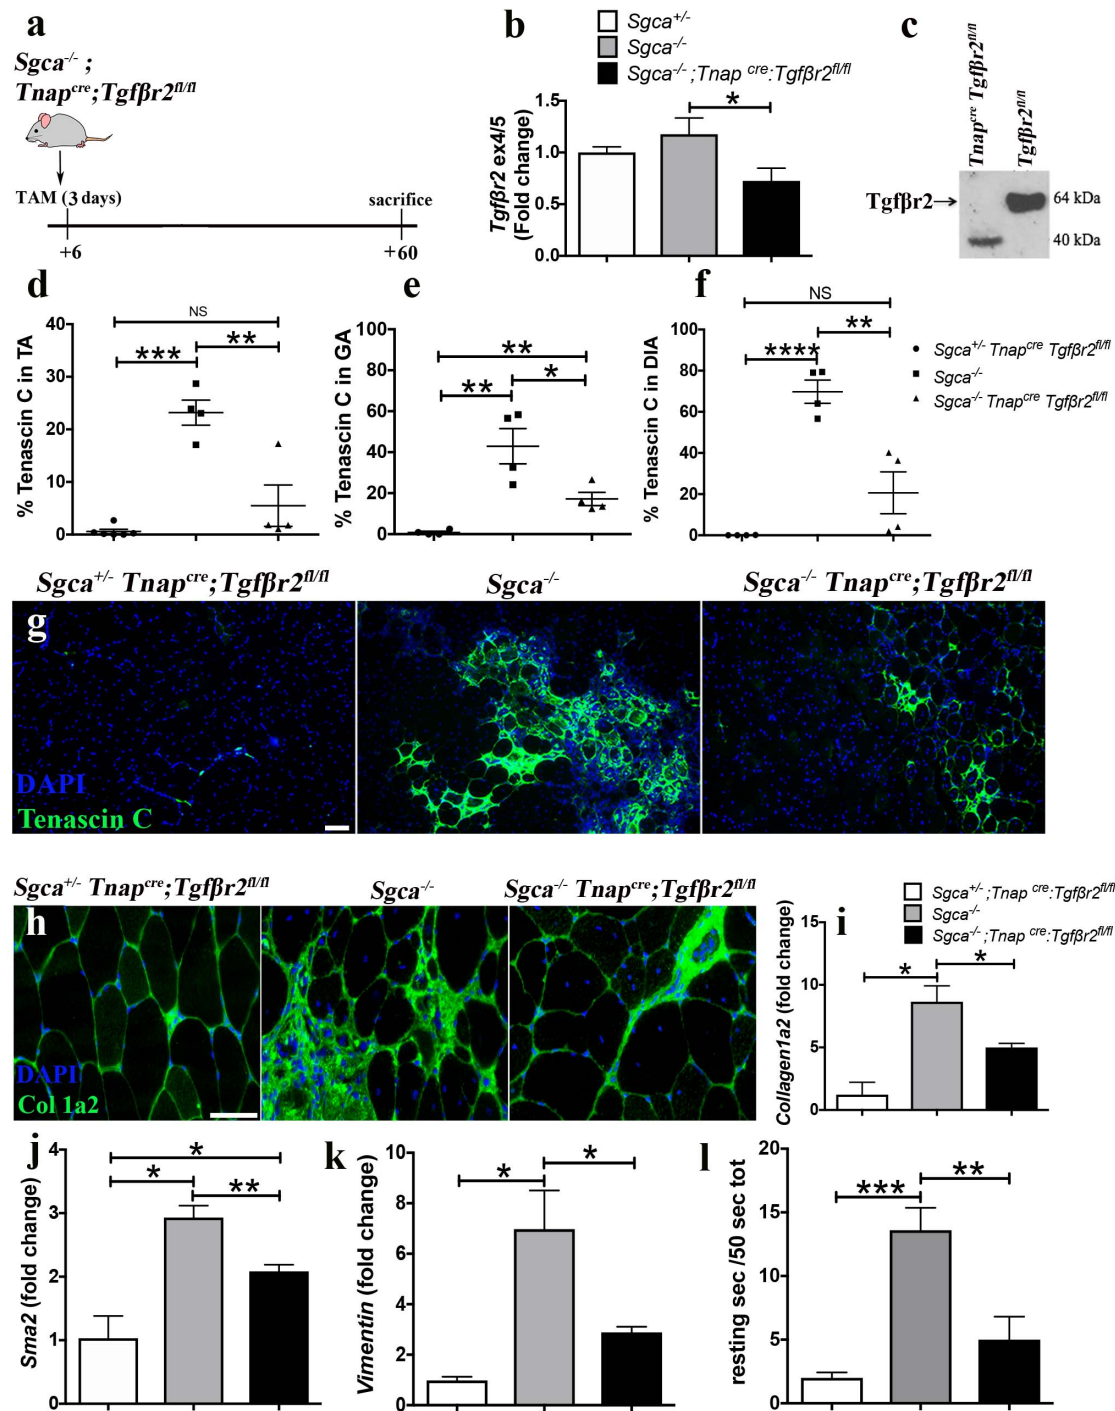 a
Sgca-/- ;
Tnapcre;Tgfβr2fl/fl
TAM (3 days)
sacrifice
+6
+60
b
Sgca+/-
Sgca-/-
Sgca-/- ;Tnap cre:Tgfβr2fl/fl
Tgfβr2 ex4/5
(Fold change)
1.5
1.0
0.5
0.0
*
c
Tnapcre Tgfβr2fl/fl
Tgfβr2fl/fl
Tgfβr2
64 kDa
40 kDa
d
% Tenascin C in TA
40
30
20
10
0
NS
***
**
e
% Tenascin C in GA
100
80
60
40
20
0
**
**
*
f
% Tenascin C in DIA
100
80
60
40
20
0
NS
****
**
Sgca+/- Tnapcre Tgfβr2fl/fl
Sgca-/-
Sgca-/- Tnapcre Tgfβr2fl/fl
Sgca+/- Tnapcre;Tgfβr2fl/fl
Sgca-/-
Sgca-/- Tnapcre;Tgfβr2fl/fl
g
DAPI
Tenascin C
Sgca+/- Tnapcre;Tgfβr2fl/fl
Sgca-/-
Sgca-/- Tnapcre;Tgfβr2fl/fl
h
DAPI
Col 1a2
i
Sgca+/- ;Tnap cre:Tgfβr2fl/fl
Sgca-/-
Sgca-/- ;Tnap cre:Tgfβr2fl/fl
Collagen1a2 (fold change)
15
10
5
0
*
*
j
Sma2 (fold change)
4
3
2
1
0
*
*
**
k
Vimentin (fold change)
10
8
6
4
2
0
*
*
l
resting sec /50 sec tot
20
15
10
5
0
***
**